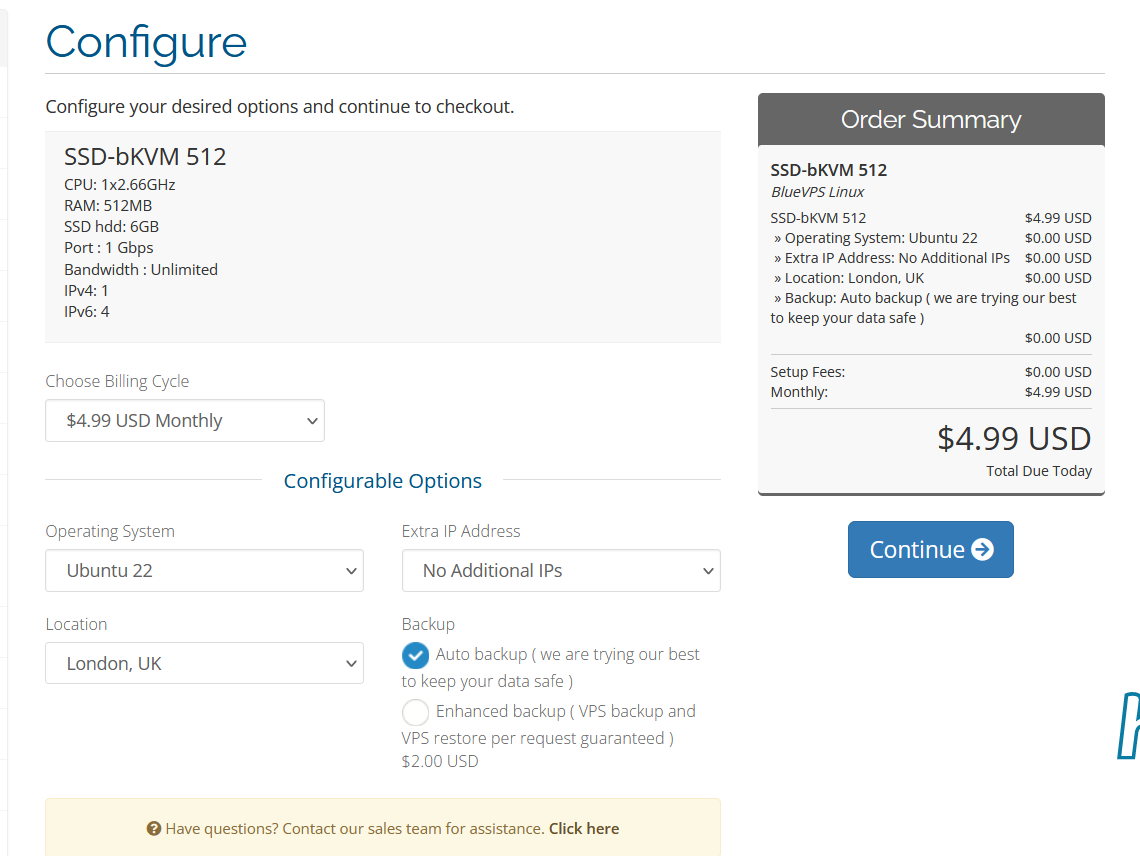 Configure
Configure your desired options and continue to checkout.
SSD-bKVM 512
CPU: 1x2.66GHz
RAM: 512MB
SSD hdd: 6GB
Port : 1 Gbps
Bandwidth : Unlimited
IPv4: 1
IPv6: 4
Choose Billing Cycle
$4.99 USD Monthly
Configurable Options
Operating System
Ubuntu 22
Extra IP Address
No Additional IPs
Location
London, UK
Backup
Auto backup ( we are trying our best
to keep your data safe )
Enhanced backup ( VPS backup and
VPS restore per request guaranteed )
$2.00 USD
Have questions? Contact our sales team for assistance. Click here
Order Summary
SSD-bKVM 512
BlueVPS Linux
SSD-bKVM 512 $4.99 USD
» Operating System: Ubuntu 22 $0.00 USD
» Extra IP Address: No Additional IPs $0.00 USD
» Location: London, UK $0.00 USD
» Backup: Auto backup ( we are trying our best
to keep your data safe )
$0.00 USD
Setup Fees: $0.00 USD
Monthly: $4.99 USD
$4.99 USD
Total Due Today
Continue